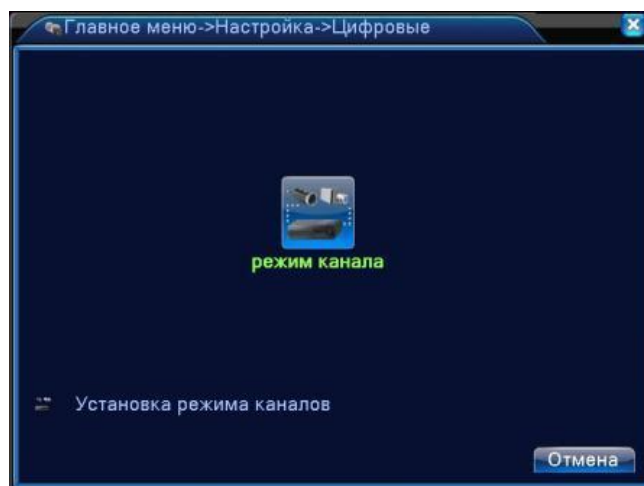 Главное меню->Настройка->Цифровые
режим канала
Установка режима каналов
Отмена